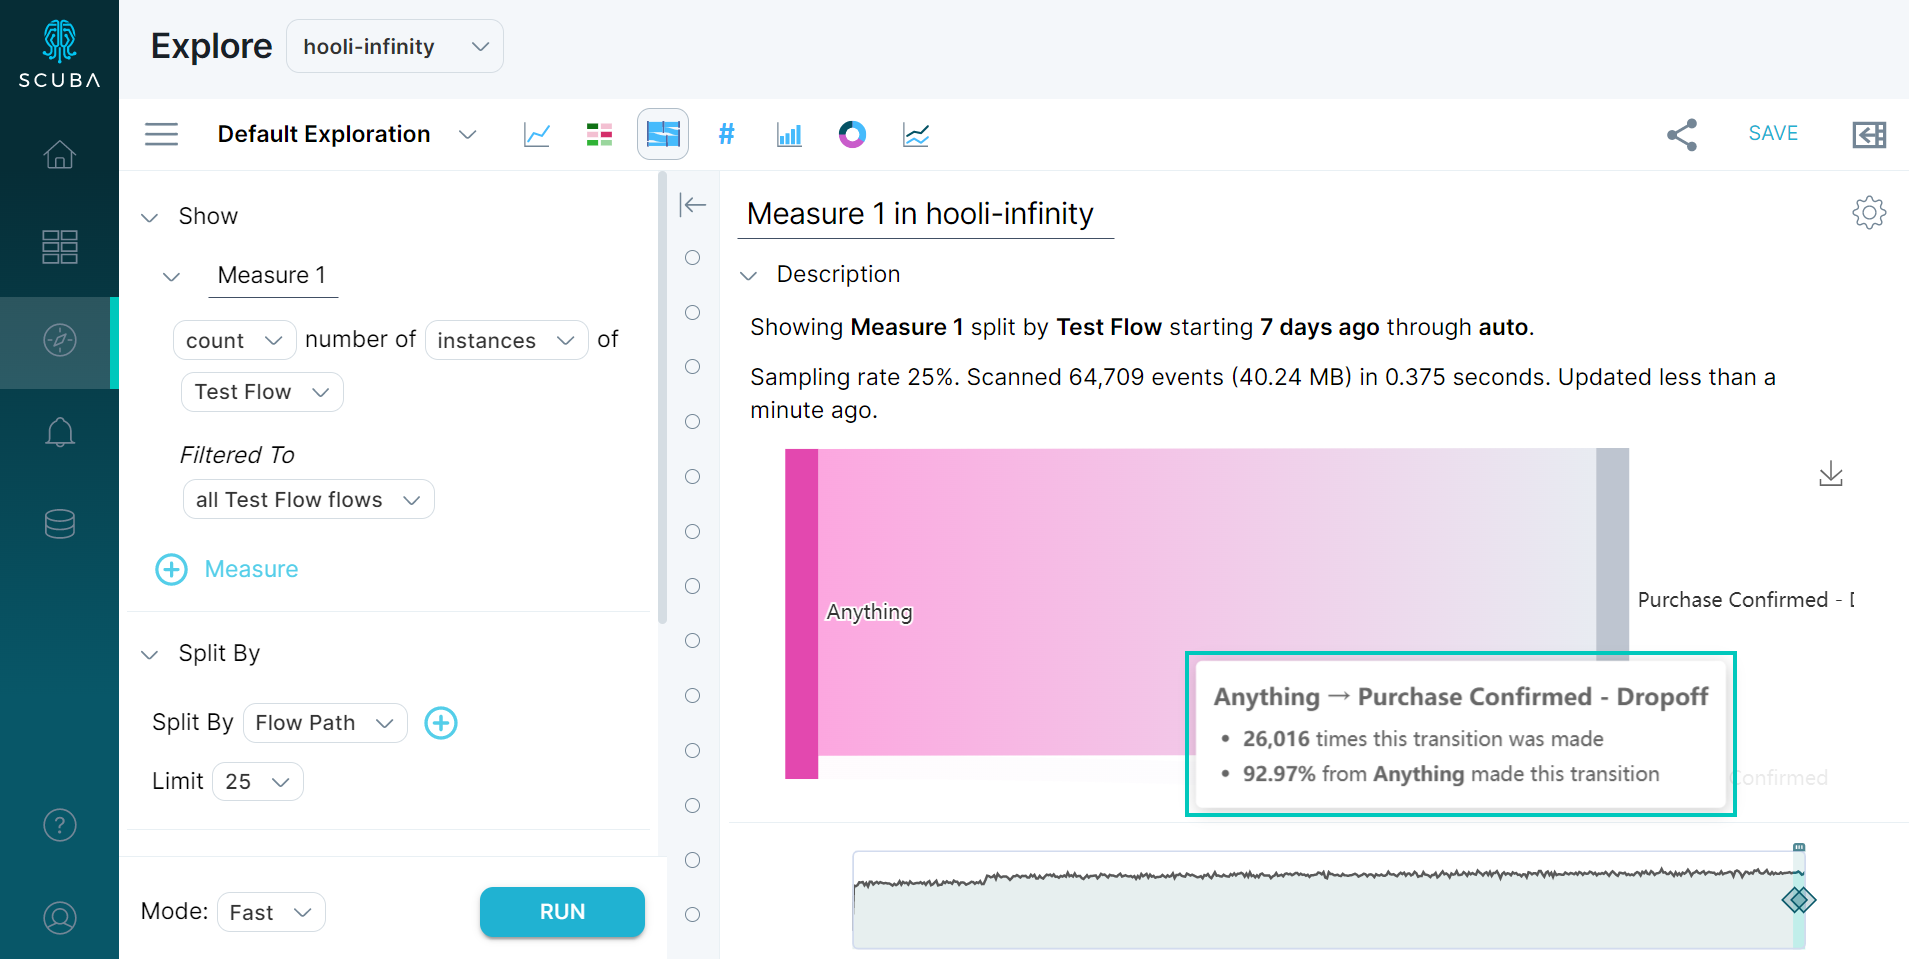 SCUBA
Explore
hooli-infinity
Default Exploration
#
SAVE
Show
Measure 1
count number of instances of
Test Flow
Filtered To
all Test Flow flows
Measure
Split By
Split By Flow Path
Limit 25
Mode: Fast
RUN
Measure 1 in hooli-infinity
Description
Showing Measure 1 split by Test Flow starting 7 days ago through auto.
Sampling rate 25%. Scanned 64,709 events (40.24 MB) in 0.375 seconds. Updated less than a
minute ago.
Anything
Purchase Confirmed -
Anything → Purchase Confirmed - Dropoff
• 26,016 times this transition was made
• 92.97% from Anything made this transition
Confirmed